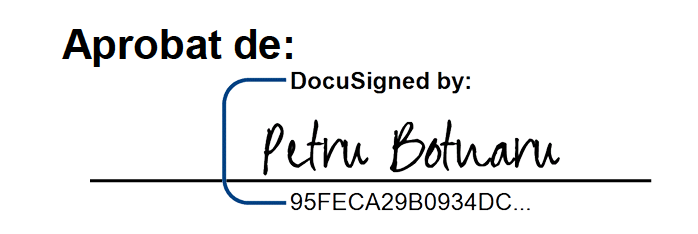 Aprobat de:
DocuSigned by:
Petru Botnaru
95FECA29B0934DC...